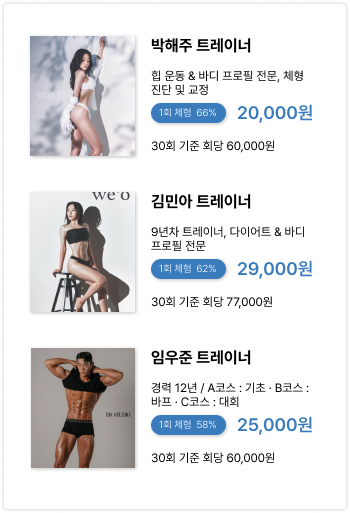 박해주 트레이너
힙 운동 & 바디 프로필 전문, 체형
진단 및 교정
1회 체험 66% 20,000원
30회 기준 회당 60,000원
we'o
김민아 트레이너
9년차 트레이너, 다이어트 & 바디
프로필 전문
1회 체험 62% 29,000원
30회 기준 회당 77,000원
임우준 트레이너
경력 12년 / A코스 : 기초 · B코스 :
바프 · C코스 : 대회
DS STUDIO
1회 체험 58% 25,000원
30회 기준 회당 60,000원